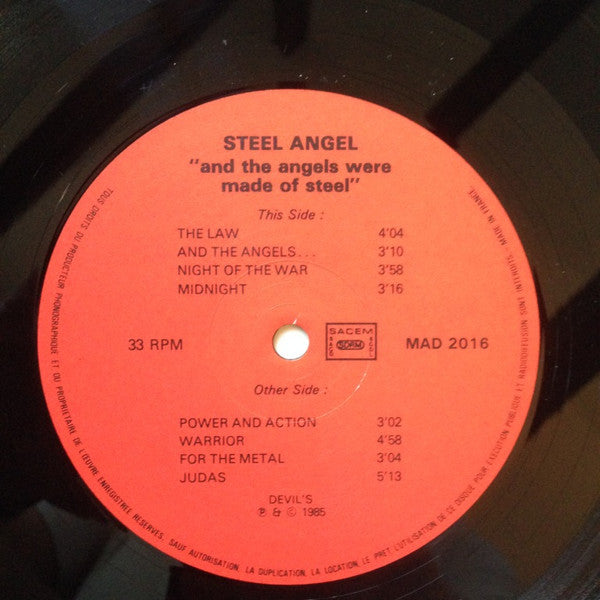 STEEL ANGEL
"and the angels were
made of steel"
This Side :
THE LAW 4'04
AND THE ANGELS... 3'10
NIGHT OF THE WAR 3'58
MIDNIGHT 3'16
33 RPM
SACEM
SDRM
MAD 2016
Other Side :
POWER AND ACTION 3'02
WARRIOR 4'58
FOR THE METAL 3'04
JUDAS 5'13
DEVIL'S
℗ & © 1985
TOUS DROITS DU PRODUCTEUR PHONOGRAPHIQUE ET DU PROPRIETAIRE DE L'ŒUVRE ENREGISTREE RESERVES. SAUF AUTORISATION, LA DUPLICATION, LA LOCATION, LE PRET, L'UTILISATION DE CE DISQUE POUR L'EXECUTION PUBLIQUE ET RADIODIFFUSION SONT INTERDITS - MADE IN FRANCE